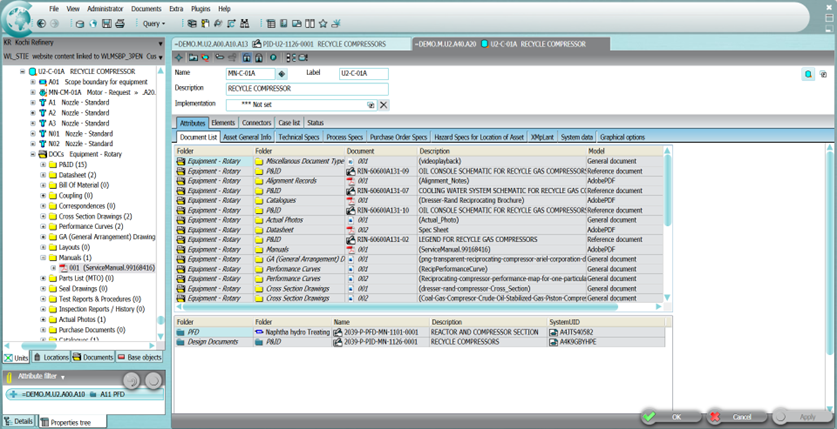 File View Administrator Documents Extra Plugins Help
Query
KR Kochi Refinery
WL_STIE website content linked to WLMSBP_3PEN Cus
U2-C-01A RECYCLE COMPRESSOR
A01 Scope boundary for equipment
MN-CM-01A Motor - Request » .A20.
A1 Nozzle - Standard
A2 Nozzle - Standard
A3 Nozzle - Standard
N01 Nozzle - Standard
N02 Nozzle - Standard
DOCs Equipment - Rotary
P&ID (15)
Datasheet (2)
Bill Of Material (0)
Coupling (0)
Correspondences (0)
Cross Section Drawings (2)
Performance Curves (2)
GA (General Arrangement) Drawing
Layouts (0)
Manuals (1)
001 (ServiceManual.99168416)
Parts List (MTO) (0)
Seal Drawings (0)
Test Reports & Procedures (0)
Inspection Reports / History (0)
Actual Photos (1)
Purchase Documents (0)
Catalogues (1)
Units Locations Documents Base objects
Attribute filter
=DEMO.M.U2.A00.A10 A11 PFD
Details Properties tree
=DEMO.M.U2.A00.A10.A13 PID-U2-1126-0001 RECYCLE COMPRESSORS
=DEMO.M.U2.A40.A20 U2-C-01A RECYCLE COMPRESSOR
Name MN-C-01A Label U2-C-01A
Description RECYCLE COMPRESSOR
Implementation *** Not set
Attributes Elements Connectors Case list Status
Document List Asset General Info Technical Specs Process Specs Purchase Order Specs Hazard Specs for Location of Asset XMpLant System data Graphical options
Folder Folder Document Description Model
Equipment - Rotary Miscellaneous Document Type 001 (videoplayback) General document
Equipment - Rotary P&ID RIN-60600A131-09 OIL CONSOLE SCHEMATIC FOR RECYCLE GAS COMPRESSORS Reference document
Equipment - Rotary Alignment Records 001 (Alignment_Notes) AdobePDF
Equipment - Rotary P&ID RIN-60600A131-07 COOLING WATER SYSTEM SCHEMATIC FOR RECYCLE GAS CC Reference document
Equipment - Rotary Catalogues 001 (Dresser-Rand Reciprocating Brochure) AdobePDF
Equipment - Rotary P&ID RIN-60600A131-10 OIL CONSOLE SCHEMATIC FOR RECYCLE GAS COMPRESSORS Reference document
Equipment - Rotary Actual Photos 001 (Actual_Photo) General document
Equipment - Rotary Datasheet 002 Spec Sheet General document
Equipment - Rotary P&ID RIN-60600A131-02 LEGEND FOR RECYCLE GAS COMPRESSORS Reference document
Equipment - Rotary Manuals 001 (ServiceManual.99168416) AdobePDF
Equipment - Rotary GA (General Arrangement) D 001 (png-transparent-reciprocating-compressor-ariel-corporation-d General document
Equipment - Rotary Performance Curves 001 (RecipPerformanceCurve) General document
Equipment - Rotary Performance Curves 002 (Reciprocating-compressor-performance-map-for-one-particula General document
Equipment - Rotary Cross Section Drawings 001 (dresser-rand-compressor-Cross_Section) General document
Equipment - Rotary Cross Section Drawings 002 (Coal-Gas-Compressor-Crude-Oil-Stabilized-Gas-Piston-Compres General document
Folder Folder Name Description SystemUID
PFD Naphtha hydro Treating 2039-P-PFD-MN-1101-0001 REACTOR AND COMPRESSOR SECTION A4JTS40582
Design Documents P&ID 2039-P-PID-MN-1126-0001 RECYCLE COMPRESSORS A4K9GBYHPE
OK Cancel Apply